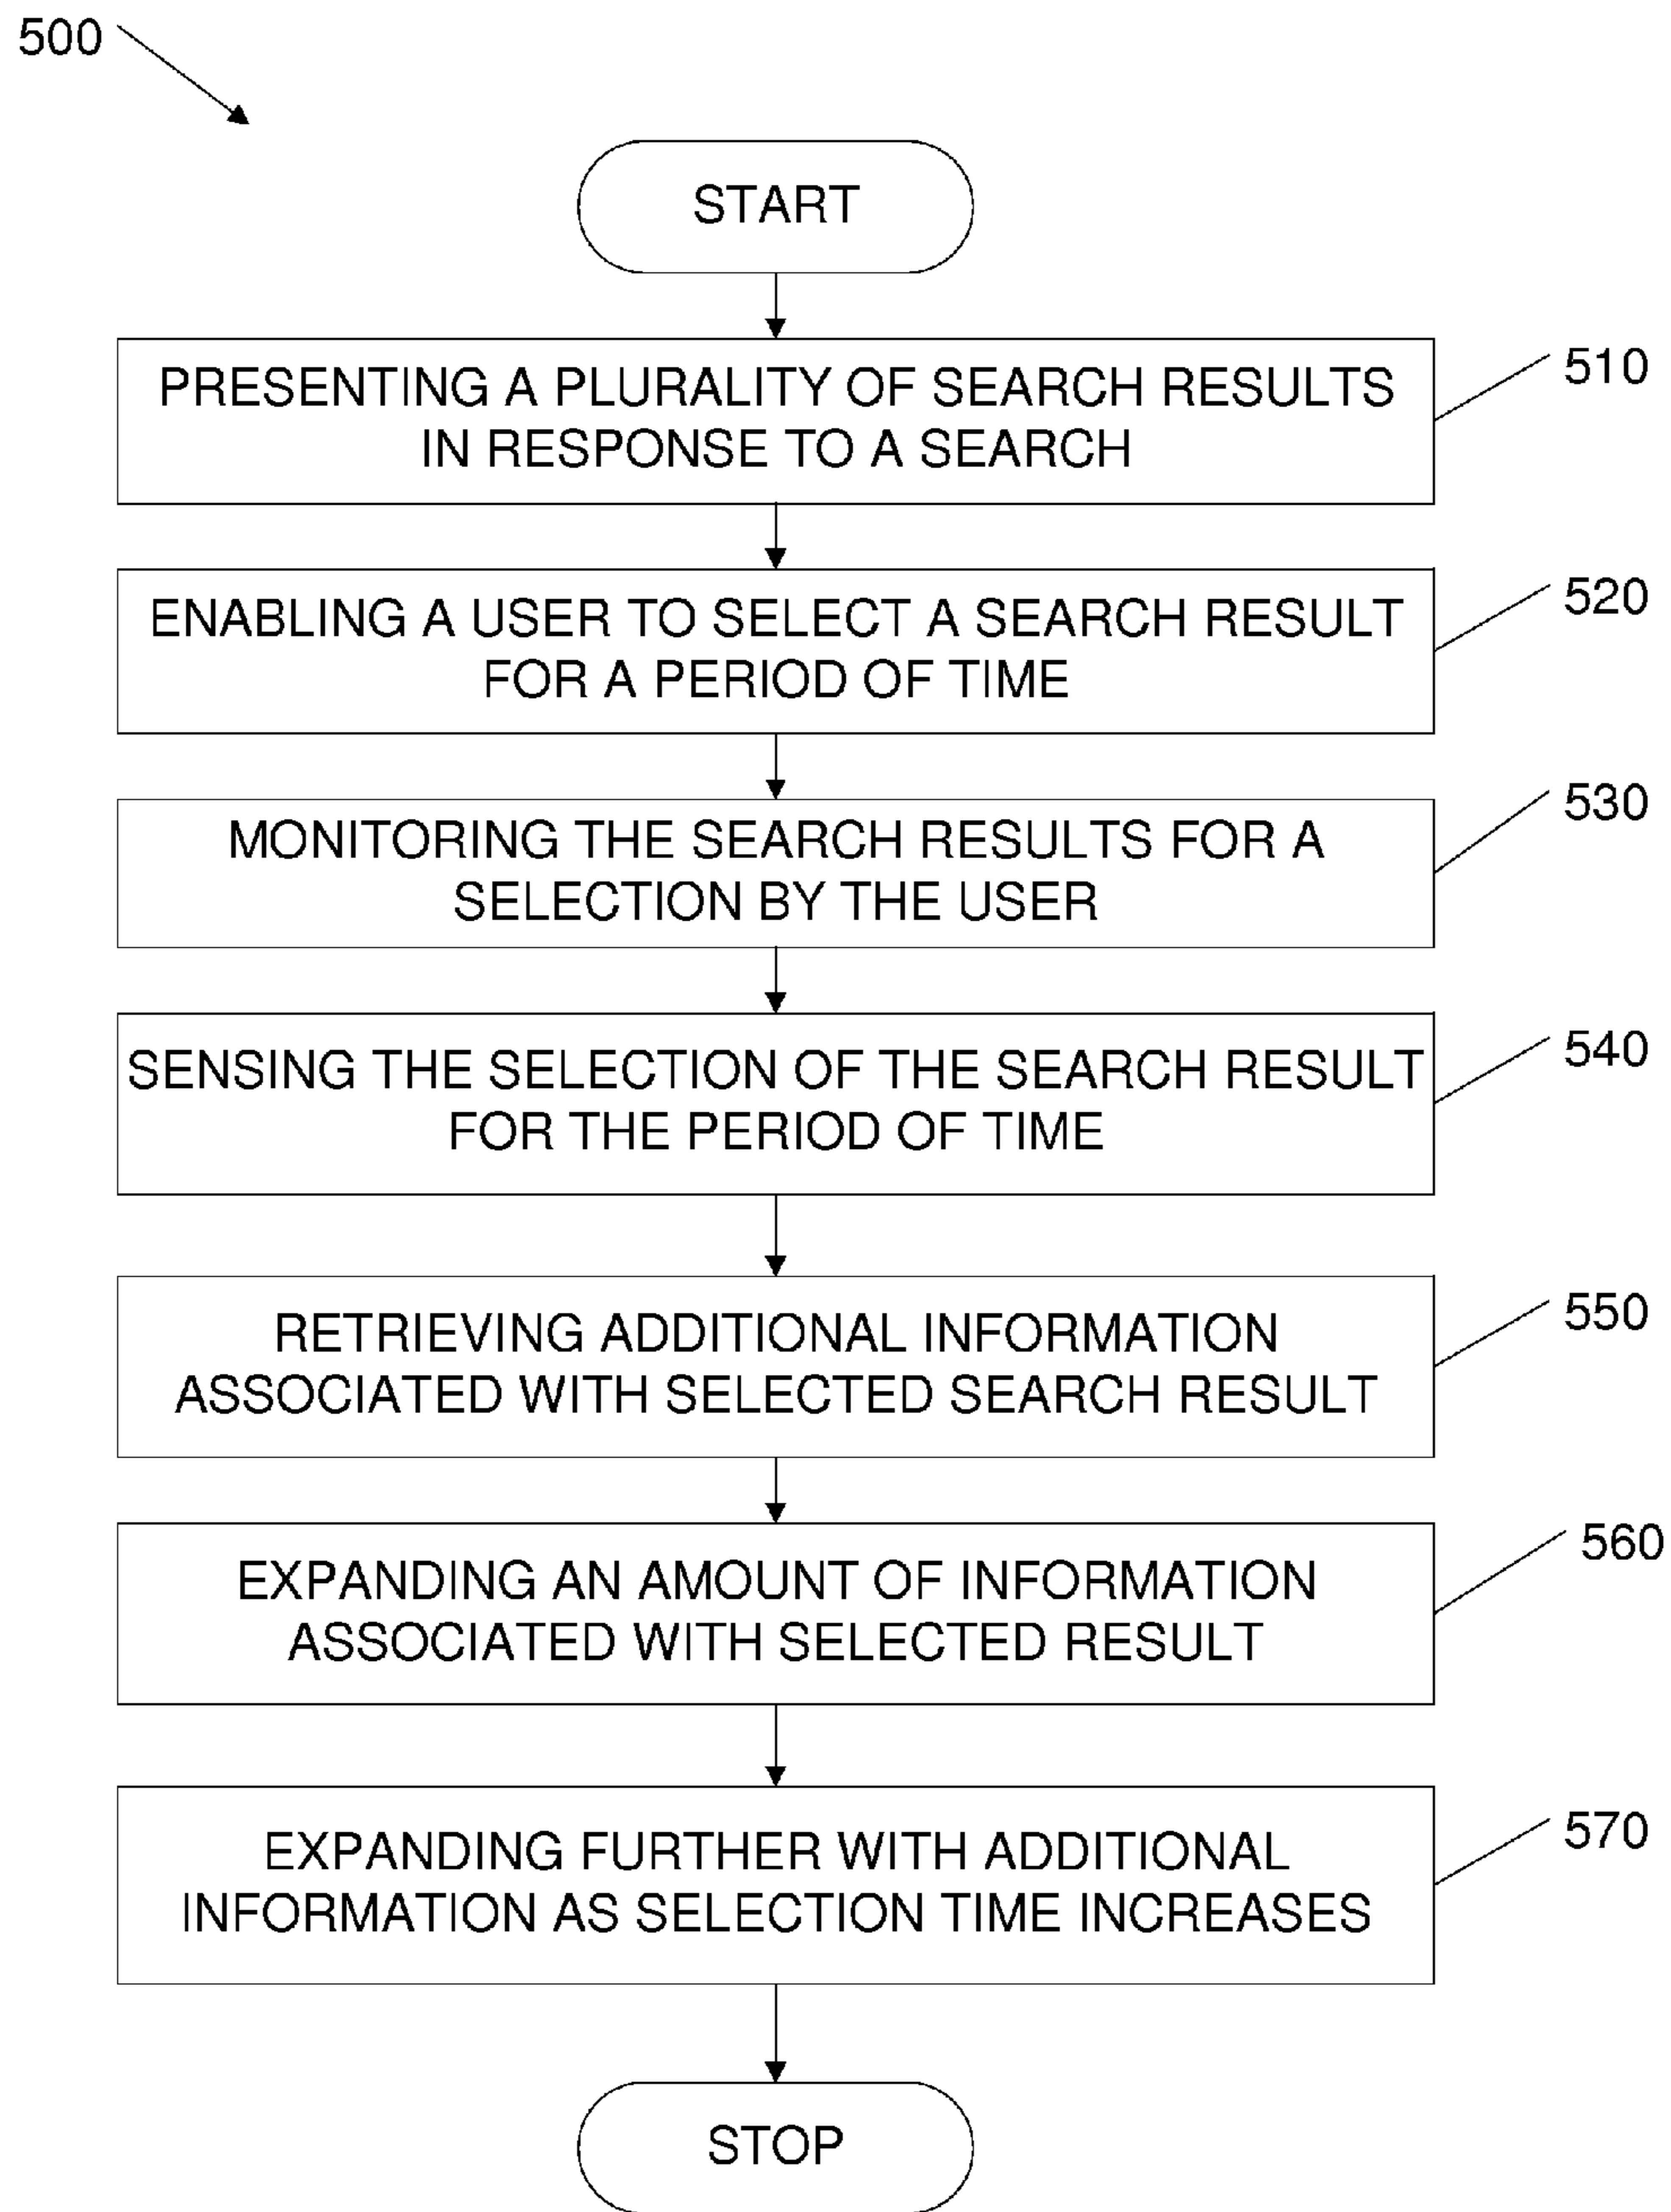 500
START
PRESENTING A PLURALITY OF SEARCH RESULTS
IN RESPONSE TO A SEARCH
510
ENABLING A USER TO SELECT A SEARCH RESULT
FOR A PERIOD OF TIME
520
MONITORING THE SEARCH RESULTS FOR A
SELECTION BY THE USER
530
SENSING THE SELECTION OF THE SEARCH RESULT
FOR THE PERIOD OF TIME
540
RETRIEVING ADDITIONAL INFORMATION
ASSOCIATED WITH SELECTED SEARCH RESULT
550
EXPANDING AN AMOUNT OF INFORMATION
ASSOCIATED WITH SELECTED RESULT
560
EXPANDING FURTHER WITH ADDITIONAL
INFORMATION AS SELECTION TIME INCREASES
570
STOP